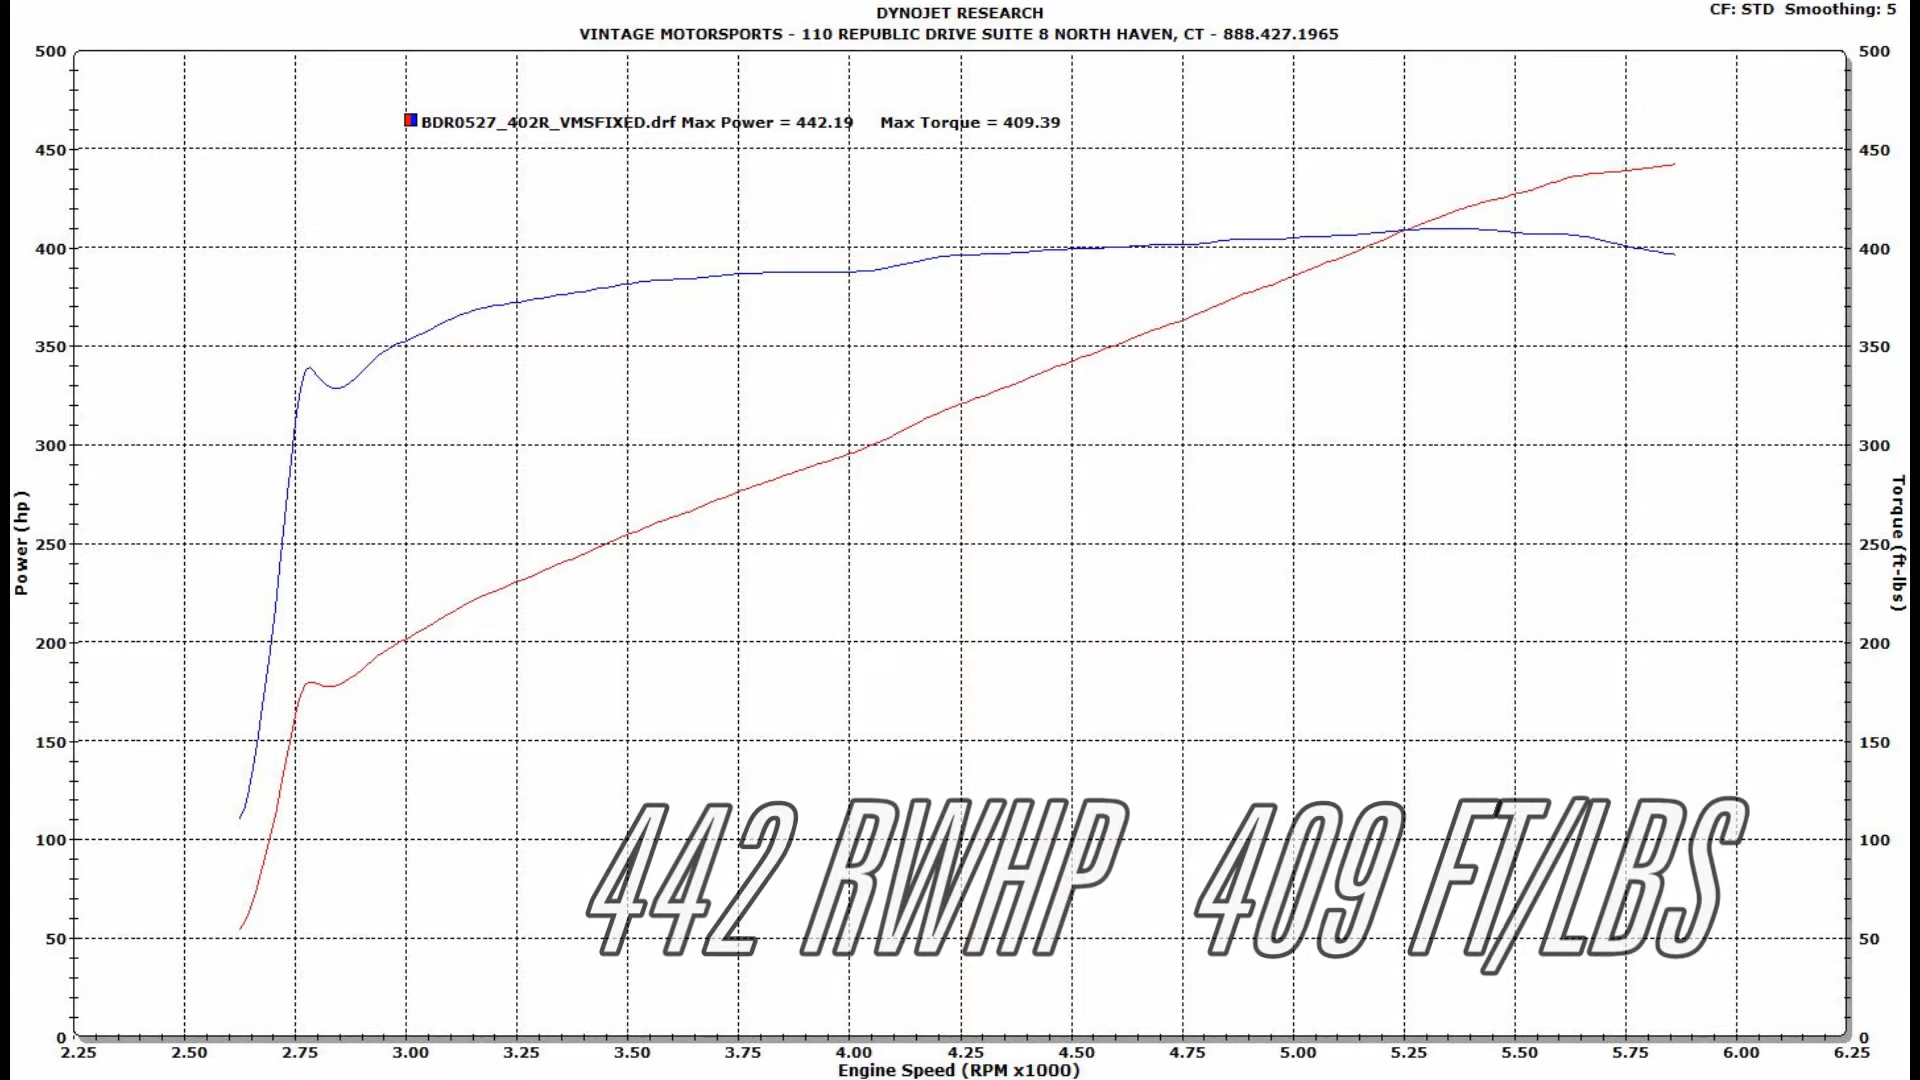 DYNOJET RESEARCH
CF: STD Smoothing: 5
VINTAGE MOTORSPORTS - 110 REPUBLIC DRIVE SUITE 8 NORTH HAVEN, CT - 888.427.1965
BDR0527_402R_VMSFIXED.drf Max Power = 442.19 Max Torque = 409.39
500 500
450 450
400 400
350 350
300 300
250 250
200 200
150 150
100 100
50 50
0 0
Power (hp)
Torque (ft-lbs)
442 RWHP 409 FT/LBS
2.25 2.50 2.75 3.00 3.25 3.50 3.75 4.00 4.25 4.50 4.75 5.00 5.25 5.50 5.75 6.00 6.25
Engine Speed (RPM x1000)